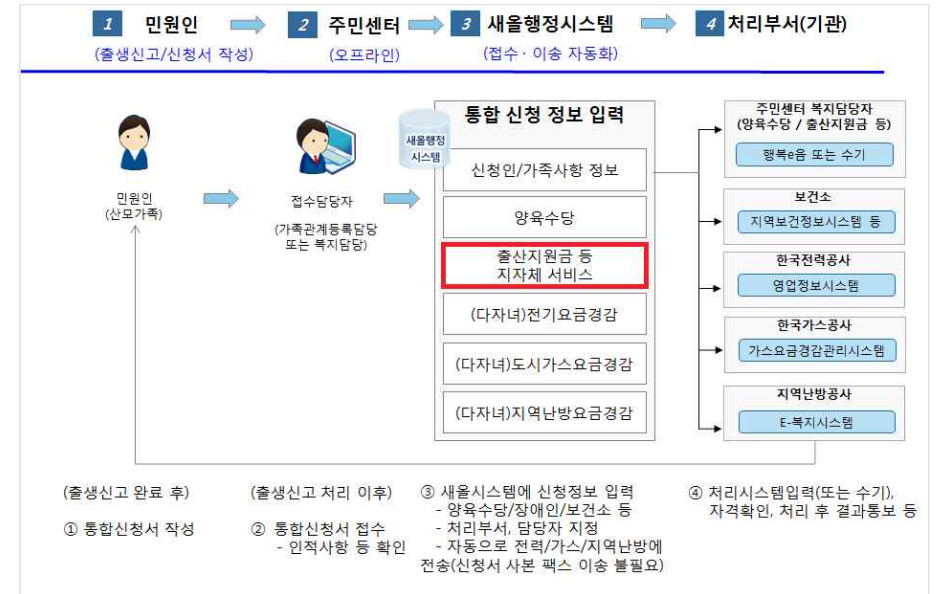 1 민원인
(출생신고/신청서 작성)
2 주민센터
(오프라인)
3 새올행정시스템
(접수 · 이송 자동화)
4 처리부서(기관)
민원인
(산모가족)
접수담당자
(가족관계등록담당
또는 복지담당)
새올행정
시스템
통합 신청 정보 입력
신청인/가족사항 정보
양육수당
출산지원금 등
지자체 서비스
(다자녀)전기요금경감
(다자녀)도시가스요금경감
(다자녀)지역난방요금경감
주민센터 복지담당자
(양육수당 / 출산지원금 등)
행복e음 또는 수기
보건소
지역보건정보시스템 등
한국전력공사
영업정보시스템
한국가스공사
가스요금경감관리시스템
지역난방공사
E-복지시스템
(출생신고 완료 후)
① 통합신청서 작성
(출생신고 처리 이후)
② 통합신청서 접수
- 인적사항 등 확인
③ 새올시스템에 신청정보 입력
- 양육수당/장애인/보건소 등
- 처리부서, 담당자 지정
- 자동으로 전력/가스/지역난방에
전송(신청서 사본 팩스 이송 불필요)
④ 처리시스템입력(또는 수기),
자격확인, 처리 후 결과통보 등